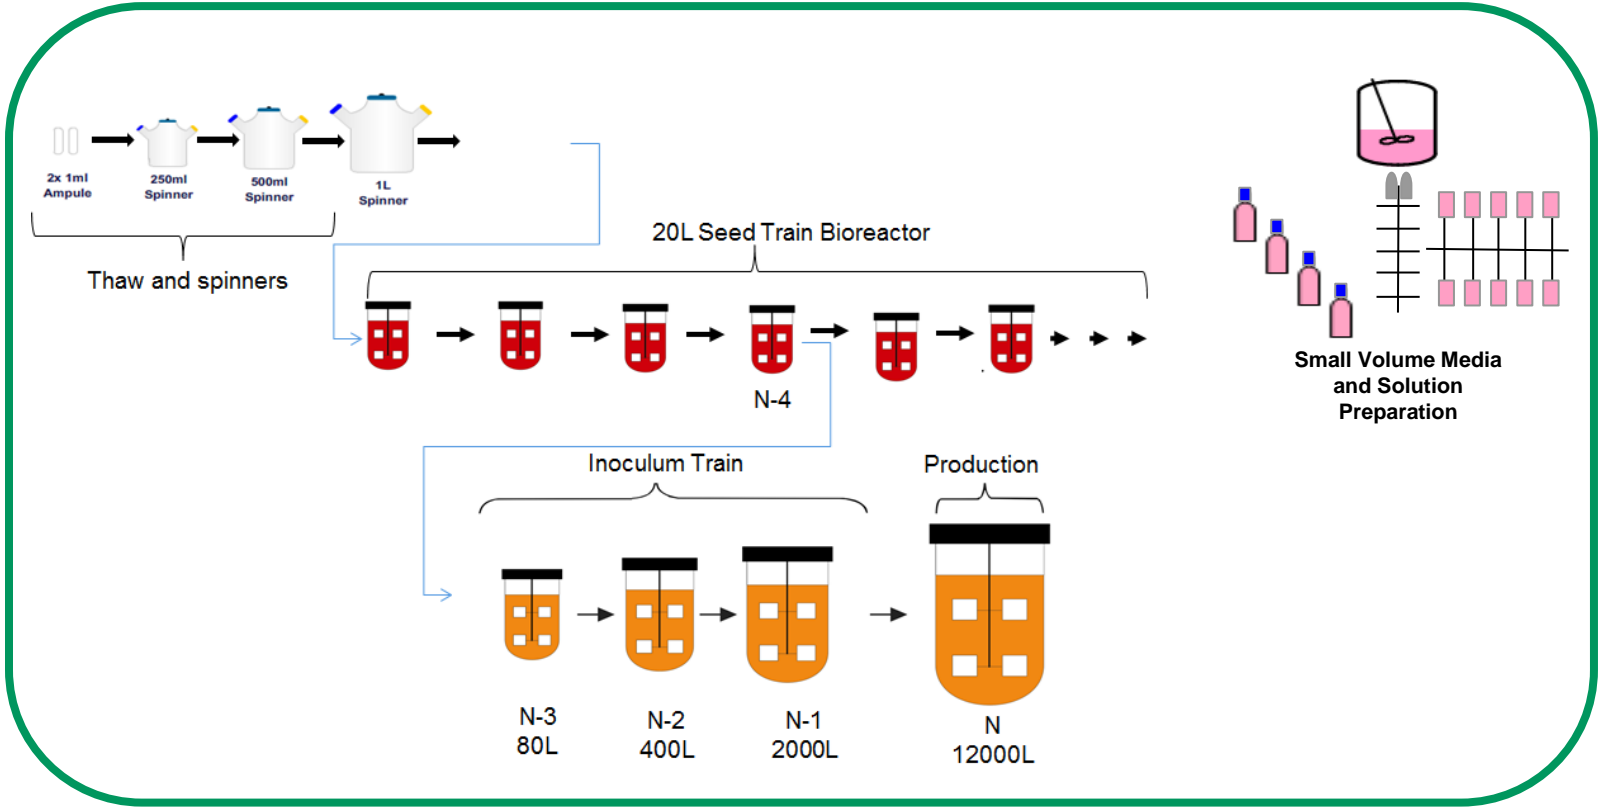 2x 1ml
Ampule
250ml
Spinner
500ml
Spinner
1L
Spinner
Thaw and spinners
20L Seed Train Bioreactor
N-4
Small Volume Media
and Solution
Preparation
Inoculum Train
Production
N-3
80L
N-2
400L
N-1
2000L
N
12000L